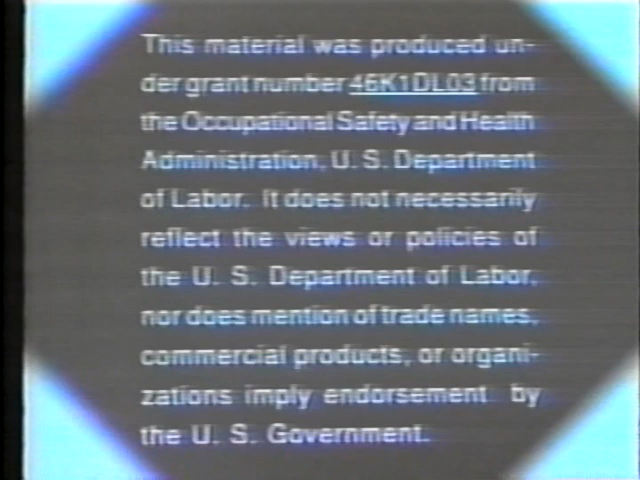 This material was produced un-
der grant number 46K1DL03 from
the Occupational Safety and Health
Administration, U. S. Department
of Labor. It does not necessarily
reflect the views or policies of
the U. S. Department of Labor,
nor does mention of trade names,
commercial products, or organi-
zations imply endorsement by
the U. S. Government.